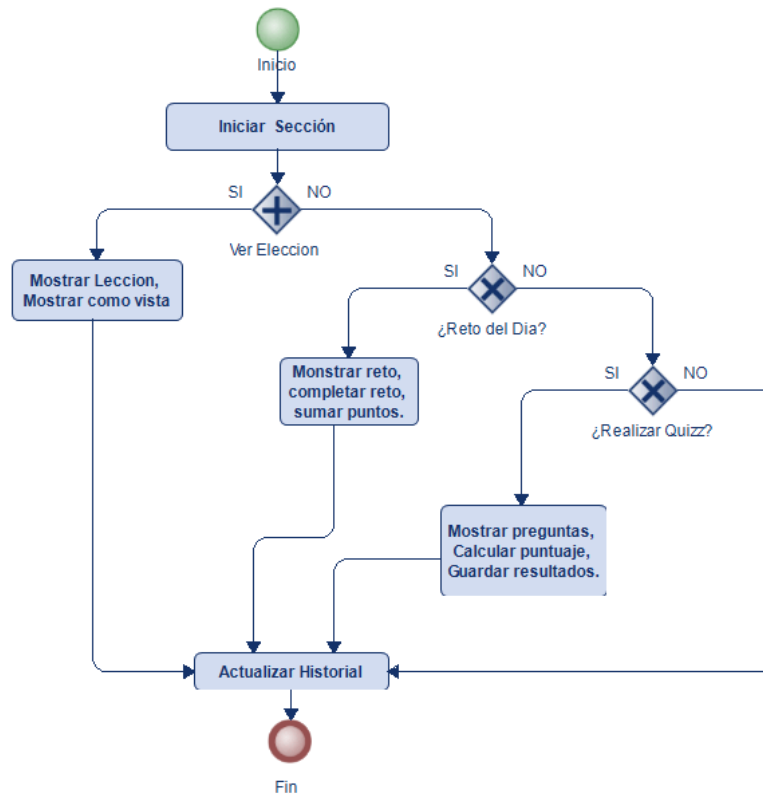 Inicio
Iniciar Sección
SI
NO
Ver Eleccion
Mostrar Leccion,
Mostrar como vista
SI
NO
¿Reto del Dia?
Monstrar reto,
completar reto,
sumar puntos.
SI
NO
¿Realizar Quizz?
Mostrar preguntas,
Calcular puntuaje,
Guardar resultados.
Actualizar Historial
Fin